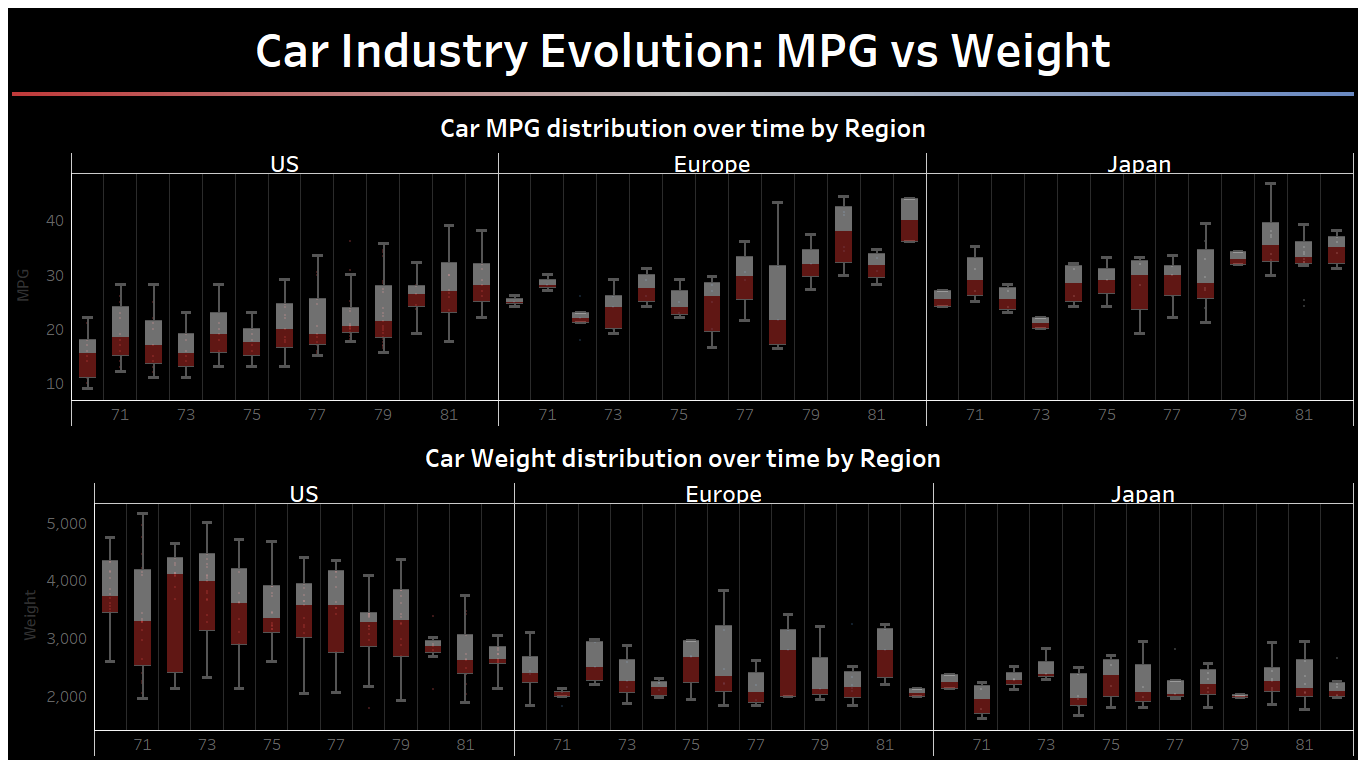 Car Industry Evolution: MPG vs Weight
Car MPG distribution over time by Region
US Europe Japan
MPG
40
30
20
10
71 73 75 77 79 81 71 73 75 77 79 81 71 73 75 77 79 81
Car Weight distribution over time by Region
US Europe Japan
Weight
5,000
4,000
3,000
2,000
71 73 75 77 79 81 71 73 75 77 79 81 71 73 75 77 79 81